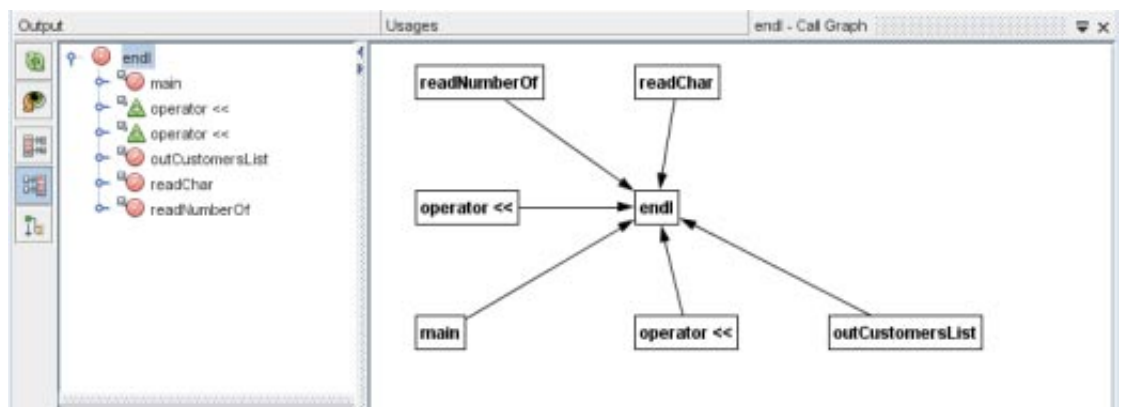 Output
Usages
endl - Call Graph
endl
main
operator <<
operator <<
outCustomersList
readChar
readNumberOf
readNumberOf
readChar
operator <<
endl
main
operator <<
outCustomersList